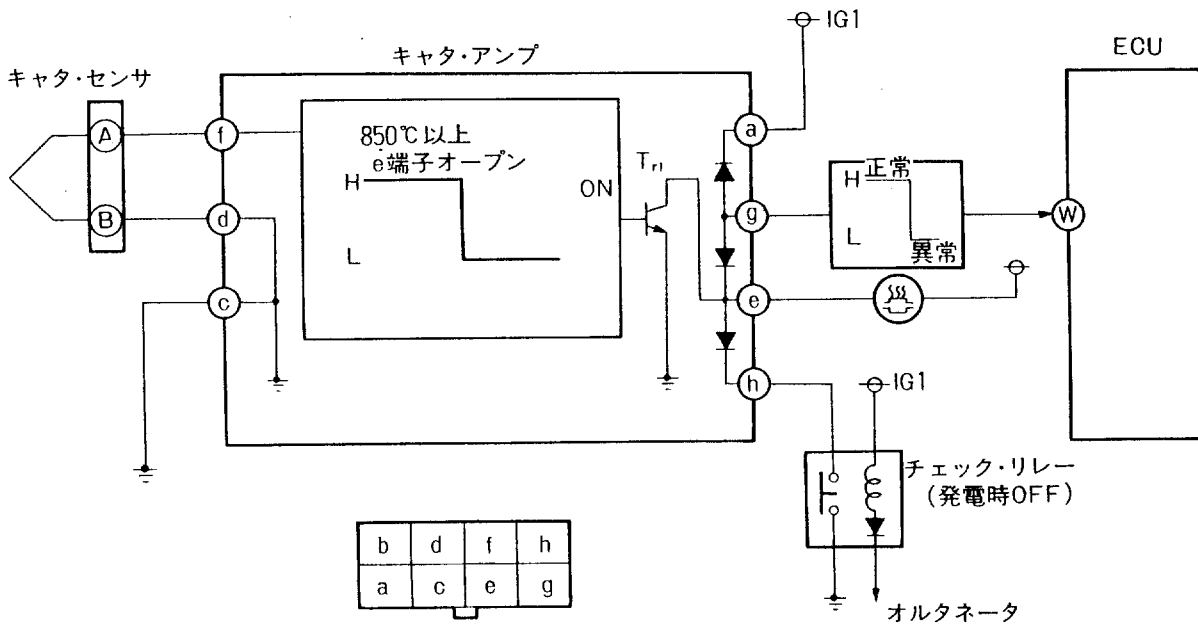 IG1
ECU
キャタ・アンプ
キャタ・センサ
A
B
f
d
c
850℃以上
e端子オープン
H
L
ON
Tr1
a
g
e
h
H 正常
L
異常
W
IG1
チェック・リレー
(発電時OFF)
オルタネータ
b d f h
a c e g